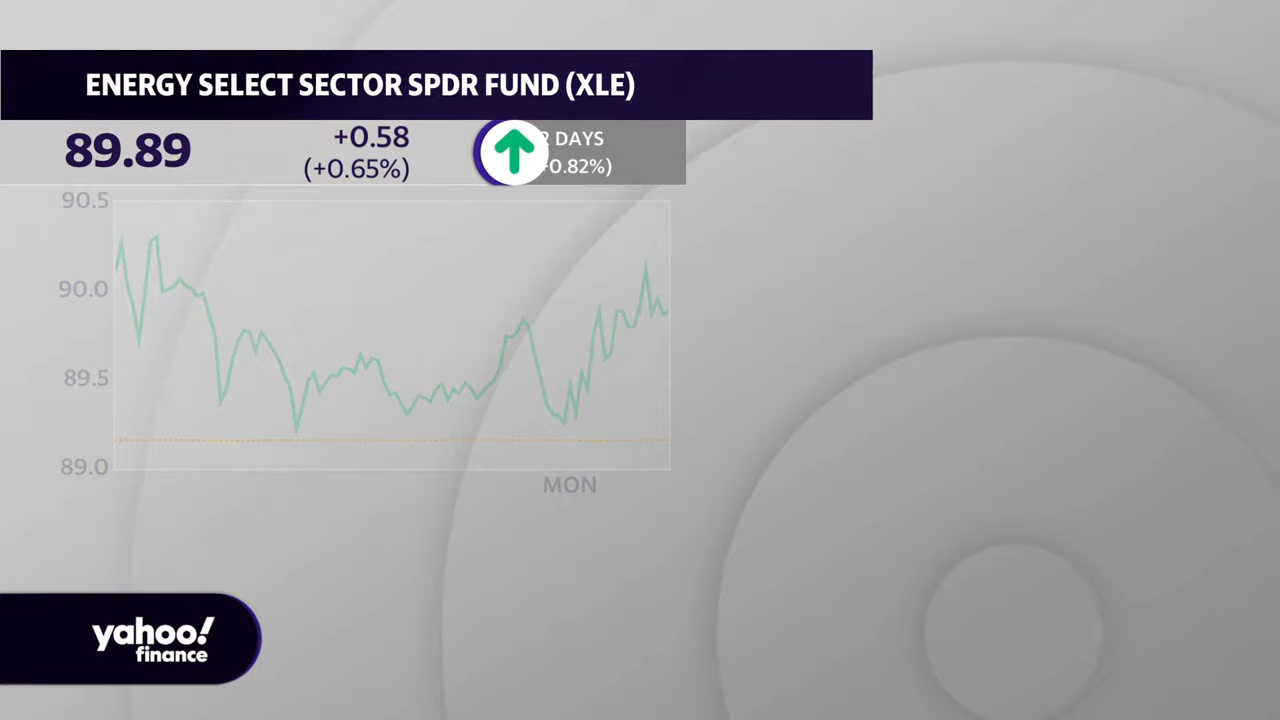 ENERGY SELECT SECTOR SPDR FUND (XLE)
89.89
+0.58
(+0.65%)
DAYS
0.82%)
90.5
90.0
89.5
89.0
MON
yahoo!
finance